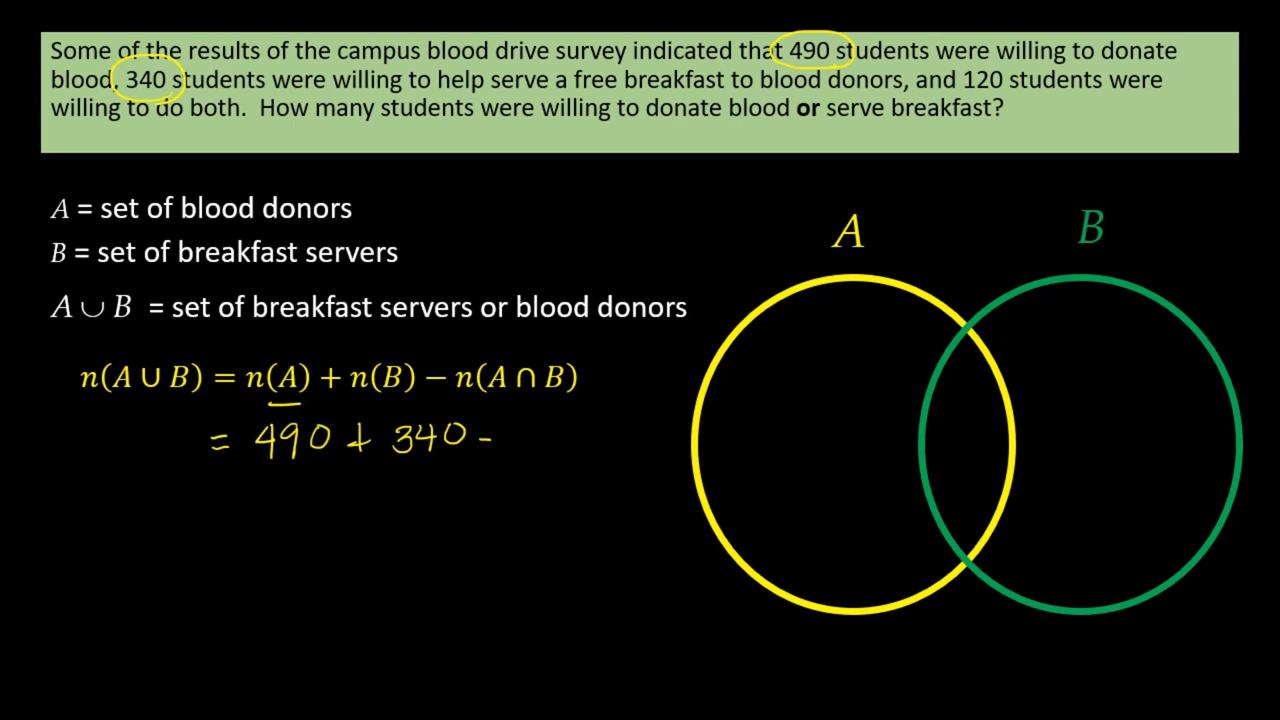 Some of the results of the campus blood drive survey indicated that 490 students were willing to donate
blood, 340 students were willing to help serve a free breakfast to blood donors, and 120 students were
willing to do both.  How many students were willing to donate blood or serve breakfast?
A = set of blood donors
B = set of breakfast servers
A ∪ B = set of breakfast servers or blood donors
n(A ∪ B) = n(A) + n(B) − n(A ∩ B)
= 490 + 340 -
A
B